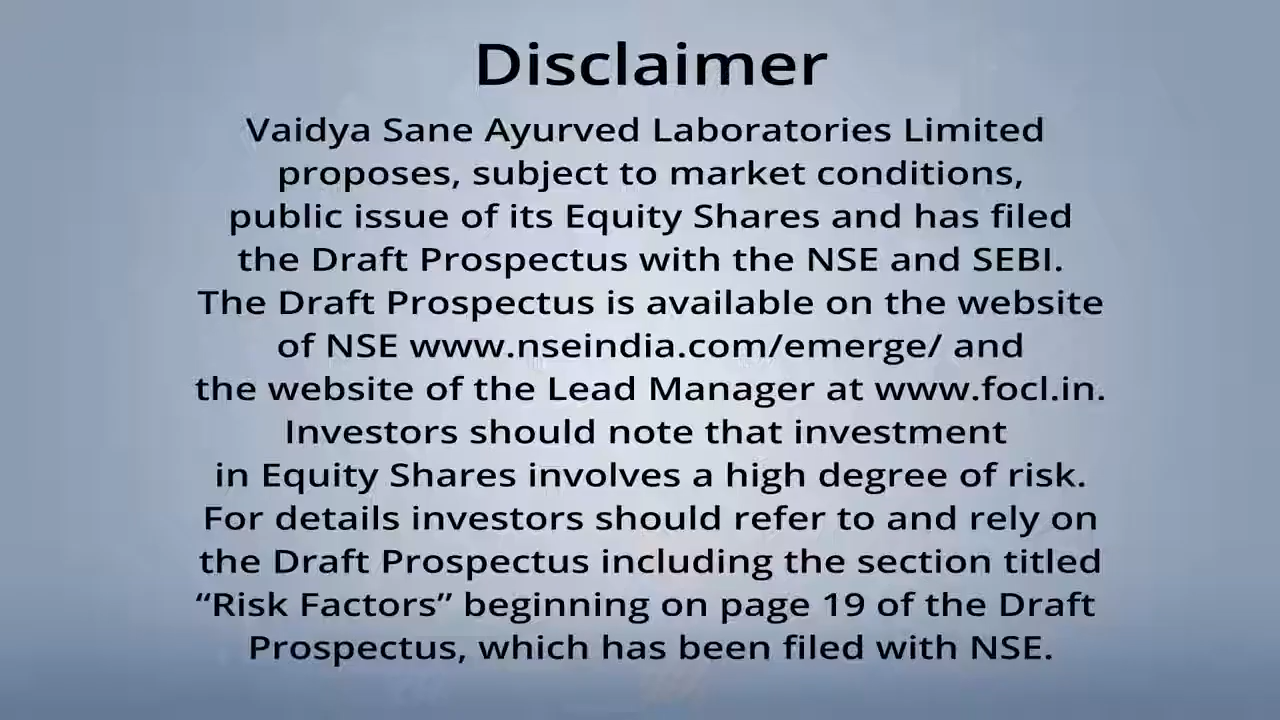 Disclaimer
Vaidya Sane Ayurved Laboratories Limited
proposes, subject to market conditions,
public issue of its Equity Shares and has filed
the Draft Prospectus with the NSE and SEBI.
The Draft Prospectus is available on the website
of NSE www.nseindia.com/emerge/ and
the website of the Lead Manager at www.focl.in.
Investors should note that investment
in Equity Shares involves a high degree of risk.
For details investors should refer to and rely on
the Draft Prospectus including the section titled
“Risk Factors” beginning on page 19 of the Draft
Prospectus, which has been filed with NSE.